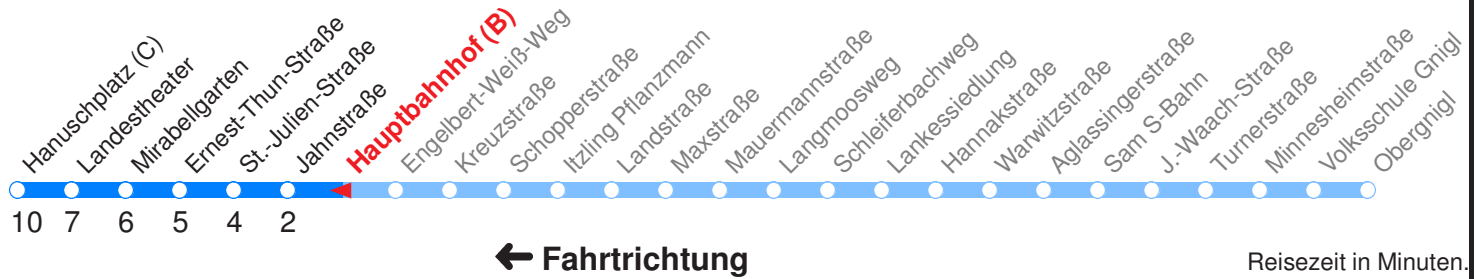 Hanuschplatz (C)
Landestheater
Mirabellgarten
Ernest-Thun-Straße
St.-Julien-Straße
Jahnstraße
Hauptbahnhof (B)
Engelbert-Weiß-Weg
Kreuzstraße
Schopperstraße
Itzling Pflanzmann
Landstraße
Maxstraße
Mauermannstraße
Langmoosweg
Schleiferbachweg
Lankessiedlung
Hannakstraße
Warwitzstraße
Aglassingerstraße
Sam S-Bahn
J.-Waach-Straße
Turnerstraße
Minnesheimstraße
Volksschule Gnigl
Obergnigl
10 7 6 5 4 2
← Fahrtrichtung
Reisezeit in Minuten.